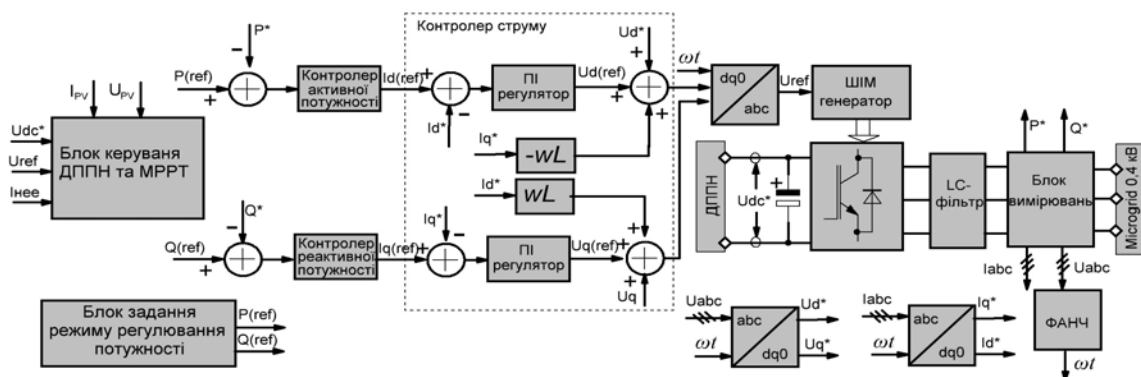 Контролер струму
P*
P(ref)
Контролер
активної
потужності
Id(ref)
Id*
ПІ
регулятор
Ud(ref)
Ud*
ωt
dq0
abc
Uref
ШІМ
генератор
I PV
U PV
Udc*
Uref
Iнее
Блок керуваня
ДППН та МРРТ
Iq*
-wL
Id*
wL
ДППН
Udc*
LC-
фільтр
P*
Q*
Блок
вимірювань
Microgrid 0,4 кВ
Q*
Q(ref)
Контролер
реактивної
потужності
Iq(ref)
Iq*
ПІ
регулятор
Uq(ref)
Uq
Iabc
Uabc
ФАНЧ
ωt
Блок задання
режиму регулювання
потужності
P(ref)
Q(ref)
Uabc
ωt
abc
dq0
Ud*
Uq*
Iabc
ωt
abc
dq0
Iq*
Id*